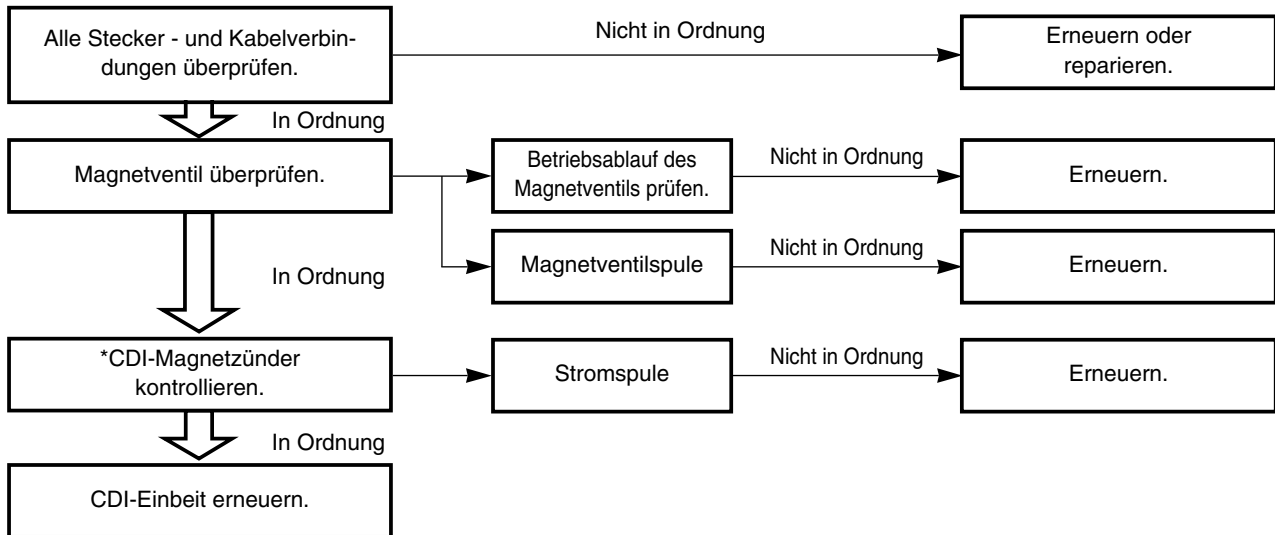 Alle Stecker - und Kabelverbin-
dungen überprüfen.
Nicht in Ordnung
Erneuern oder
reparieren.
In Ordnung
Magnetventil überprüfen.
Betriebsablauf des
Magnetventils prüfen.
Nicht in Ordnung
Erneuern.
Magnetventilspule
Nicht in Ordnung
Erneuern.
In Ordnung
*CDI-Magnetzünder
kontrollieren.
Stromspule
Nicht in Ordnung
Erneuern.
In Ordnung
CDI-Einbeit erneuern.